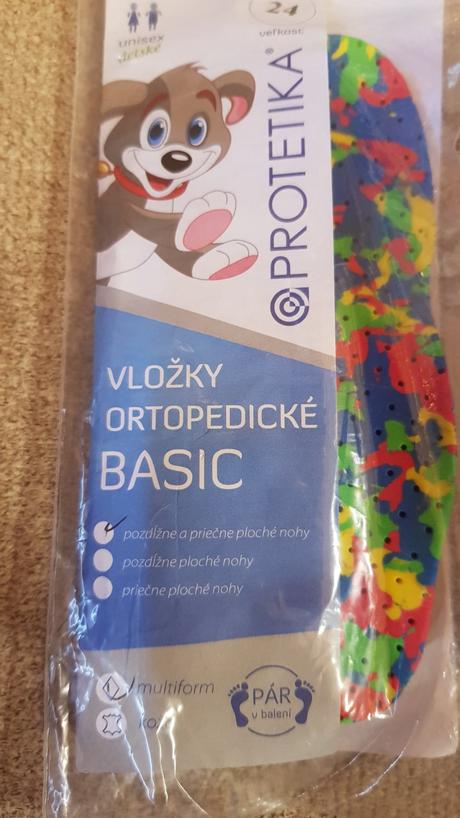 unisex
detské
24
veľkosť
PROTETIKA®
VLOŽKY
ORTOPEDICKÉ
BASIC
pozdĺžne a priečne ploché nohy
pozdĺžne ploché nohy
priečne ploché nohy
multiform
PÁR
v balení